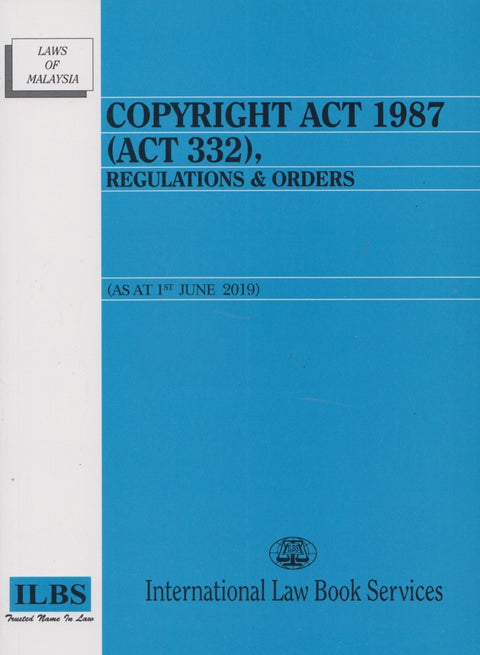 LAWS
OF
MALAYSIA
COPYRIGHT ACT 1987
(ACT 332),
REGULATIONS & ORDERS
(AS AT 1ST JUNE 2019)
ILBS
International Law Book Services
ILBS
Trusted Name In Law